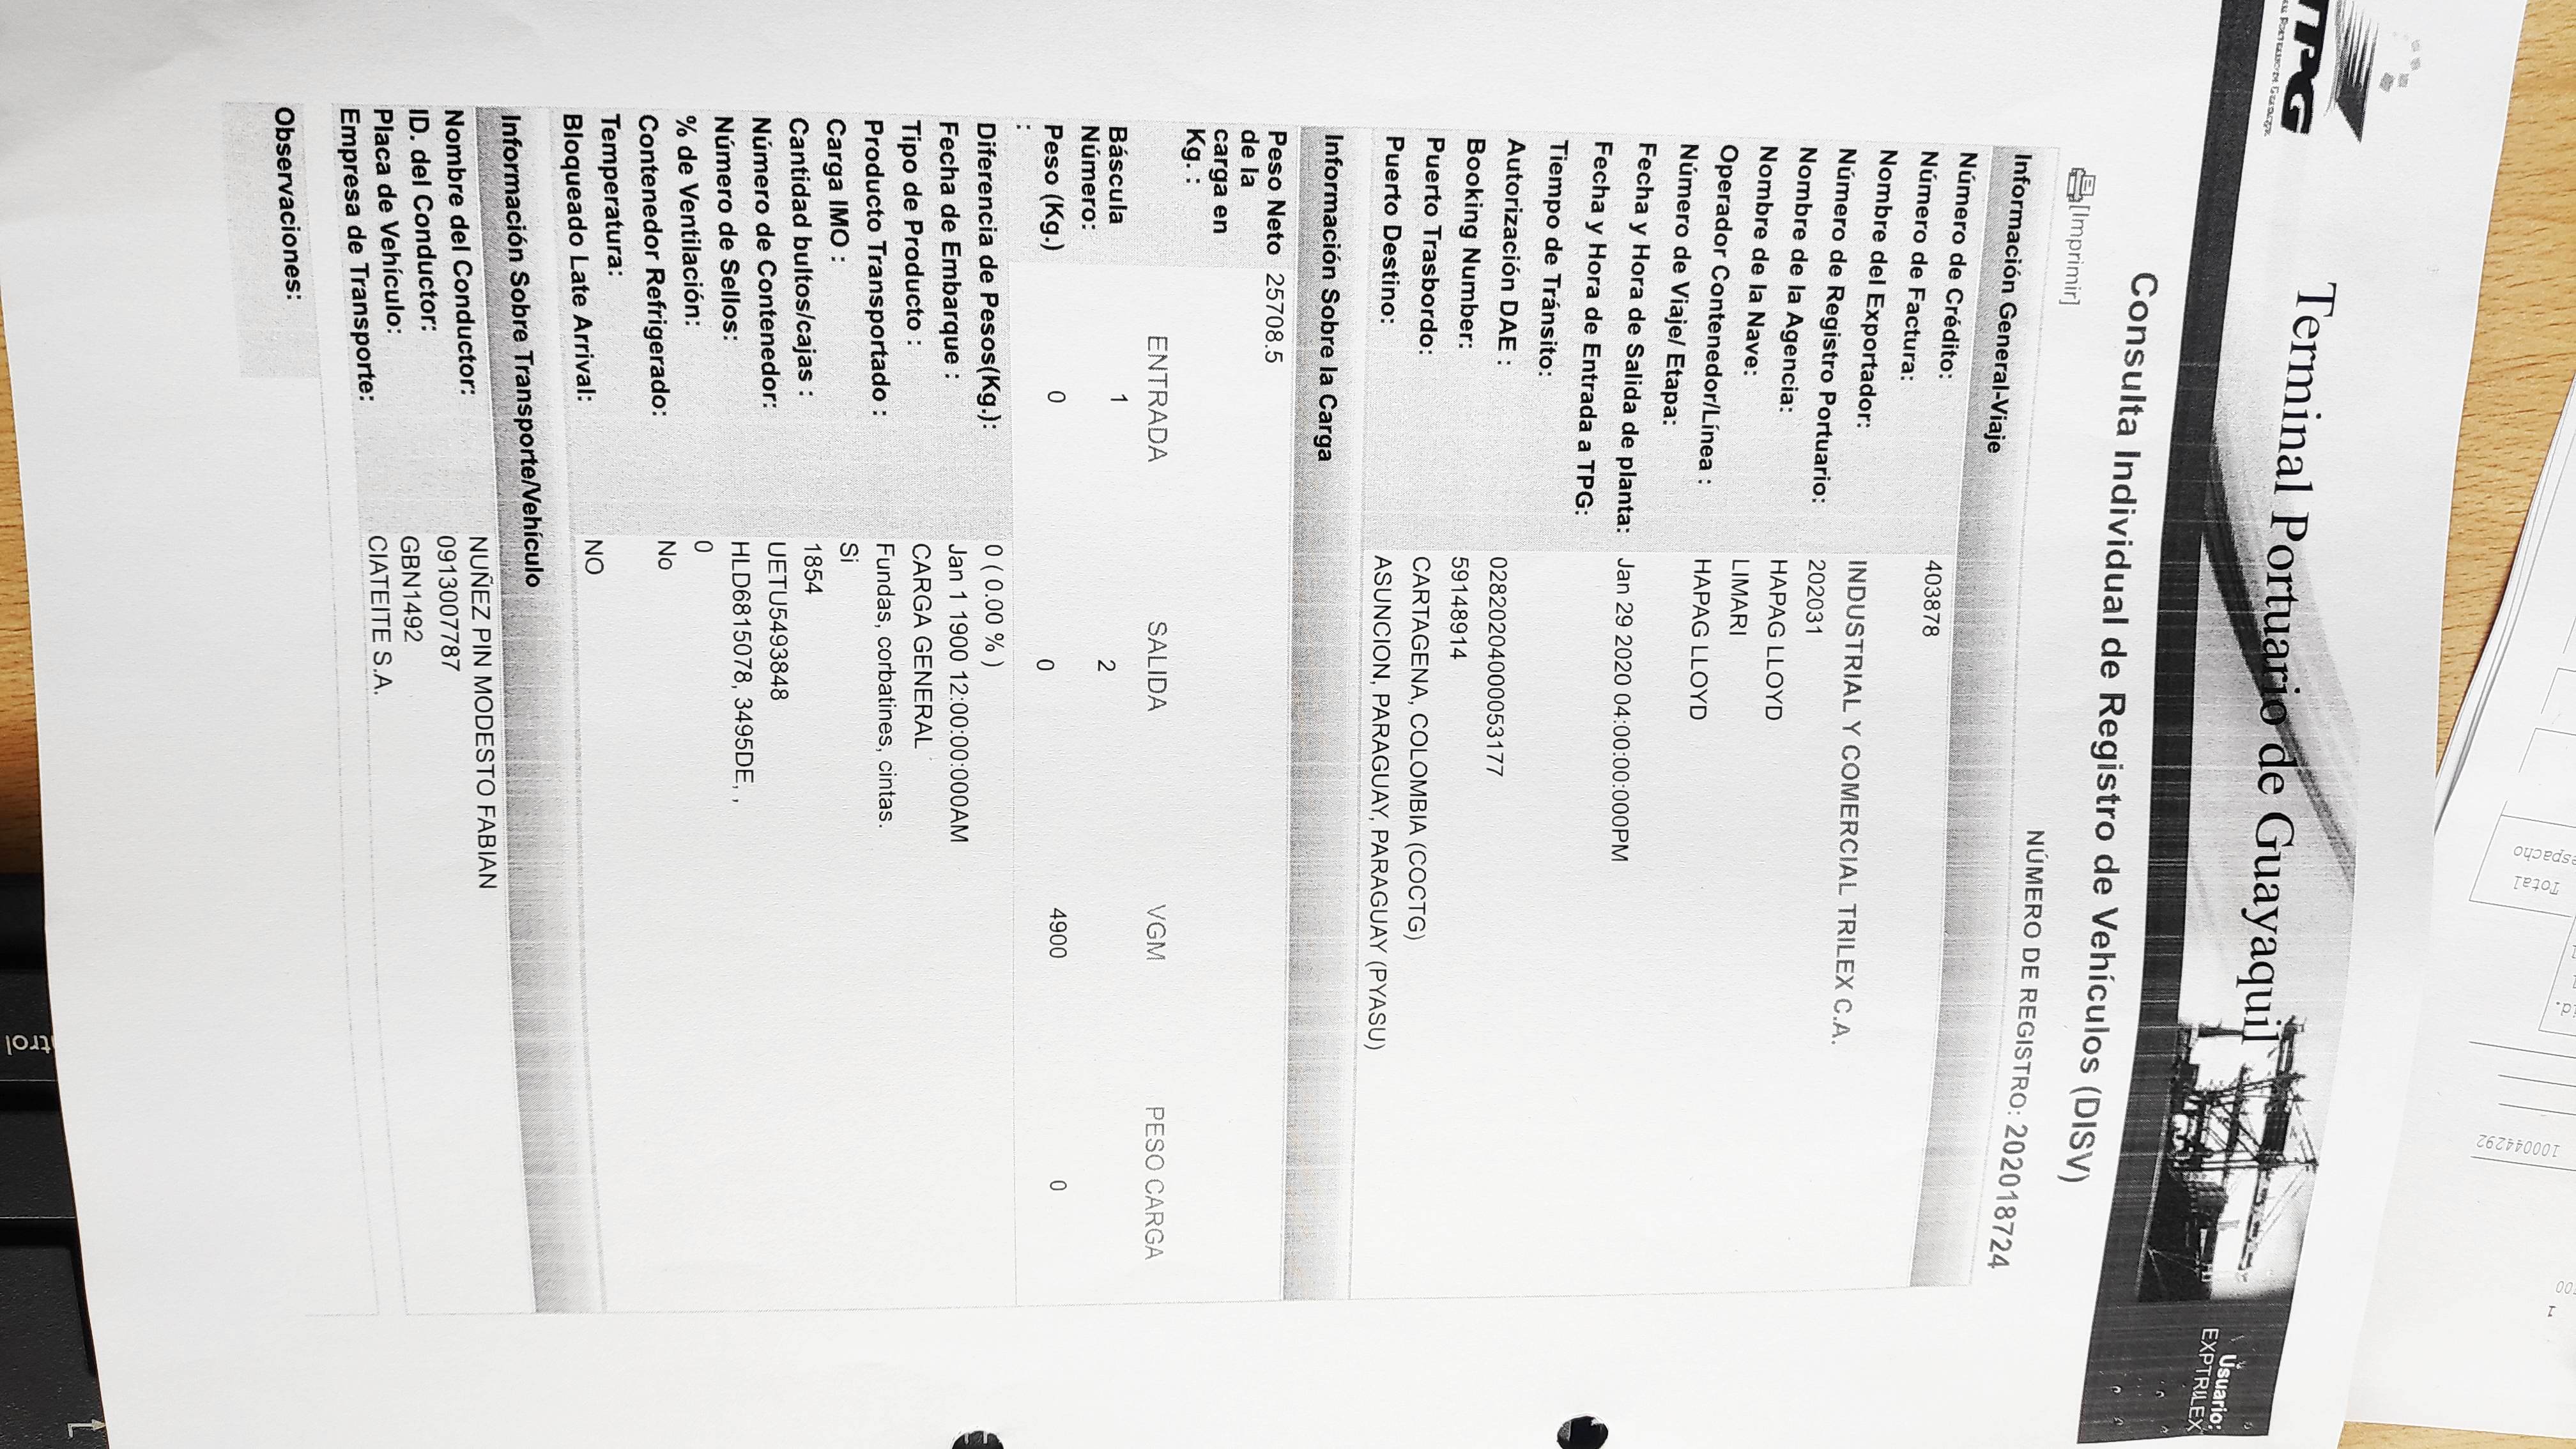 TPG
Terminal Portuario de Guayaquil
Usuario:
EXPTRILEX
Consulta Individual de Registro de Vehículos (DISV)
[Imprimir]
NÚMERO DE REGISTRO: 202018724
Información General-Viaje
Número de Crédito: 403878
Número de Factura:
Nombre del Exportador: INDUSTRIAL Y COMERCIAL TRILEX C.A.
Número de Registro Portuario: 202031
Nombre de la Agencia: HAPAG LLOYD
Nombre de la Nave: LIMARI
Operador Contenedor/Línea : HAPAG LLOYD
Número de Viaje/ Etapa:
Fecha y Hora de Salida de planta: Jan 29 2020 04:00:00:000PM
Fecha y Hora de Entrada a TPG:
Tiempo de Tránsito:
Autorización DAE : 02820204000053177
Booking Number: 59148914
Puerto Trasbordo: CARTAGENA, COLOMBIA (COCTG)
Puerto Destino: ASUNCION, PARAGUAY, PARAGUAY (PYASU)
Información Sobre la Carga
Peso Neto 25708.5
de la
carga en
Kg. :
ENTRADA SALIDA VGM PESO CARGA
Báscula
Número: 1 2
Peso (Kg.) 0 0 4900 0
:
Diferencia de Pesos(Kg.): 0 ( 0.00 % )
Fecha de Embarque : Jan 1 1900 12:00:00:000AM
Tipo de Producto : CARGA GENERAL
Producto Transportado : Fundas, corbatines, cintas.
Carga IMO : Si
Cantidad bultos/cajas : 1854
Número de Contenedor: UETU5493848
Número de Sellos: HLD6815078, 3495DE, ,
% de Ventilación: 0
Contenedor Refrigerado: No
Temperatura:
Bloqueado Late Arrival: NO
Información Sobre Transporte/Vehículo
Nombre del Conductor: NUÑEZ PIN MODESTO FABIAN
ID. del Conductor: 0913007787
Placa de Vehículo: GBN1492
Empresa de Transporte: CIATEITE S.A.
Observaciones:
trol
100044292
1
00
id.
Total
espacho